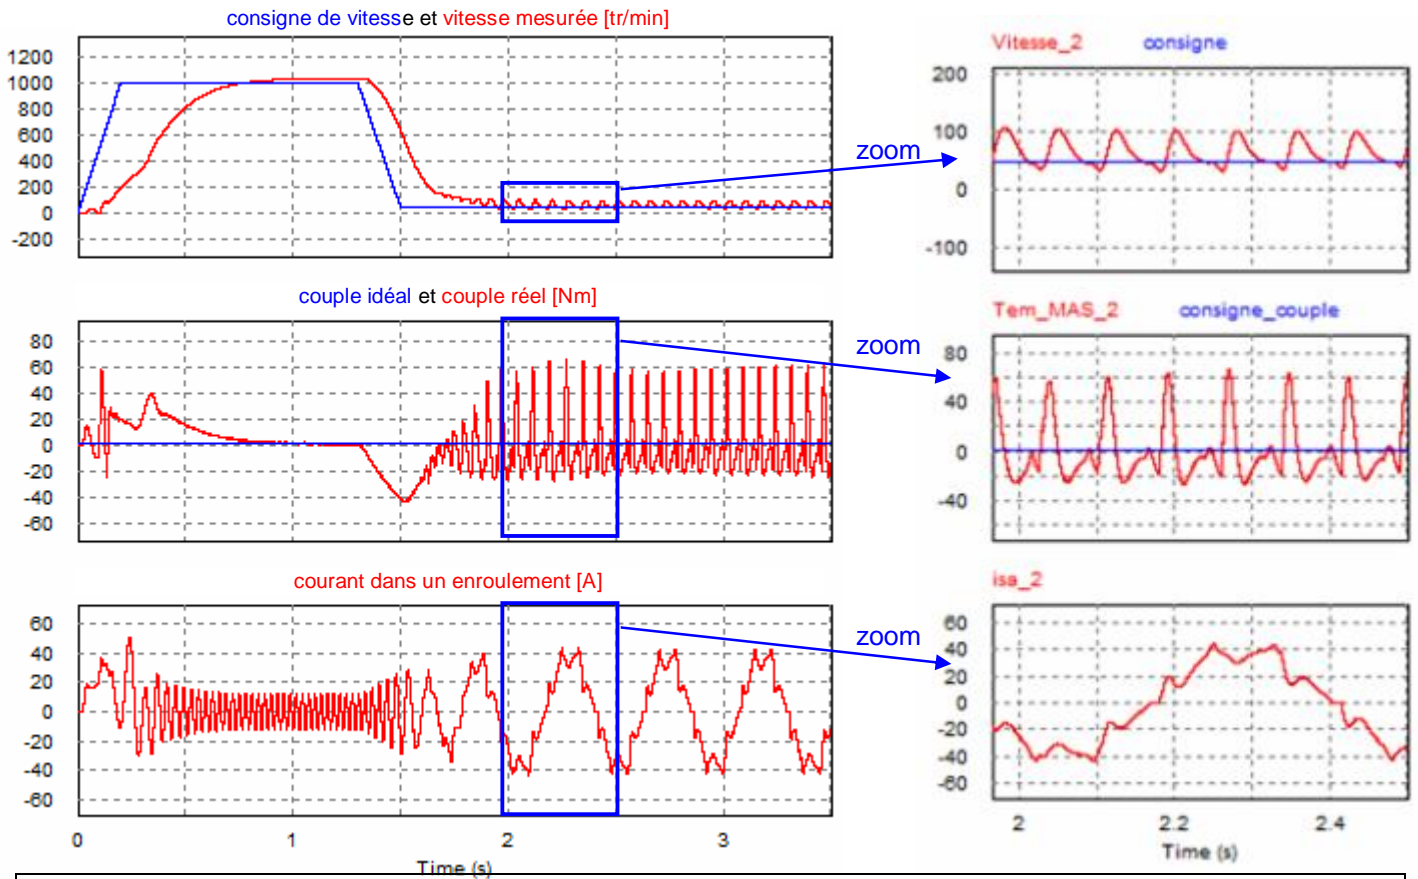 consigne de vitesse et vitesse mesurée [tr/min]
1200
1000
800
600
400
200
0
-200
couple idéal et couple réel [Nm]
80
60
40
20
0
-20
-40
-60
courant dans un enroulement [A]
60
40
20
0
-20
-40
-60
0 1 2 3
Time (s)
zoom
zoom
zoom
Vitesse_2 consigne
200
100
0
-100
Tem_MAS_2 consigne_couple
80
40
0
-40
isa_2
60
40
20
0
-20
-40
-60
2 2.2 2.4
Time (s)